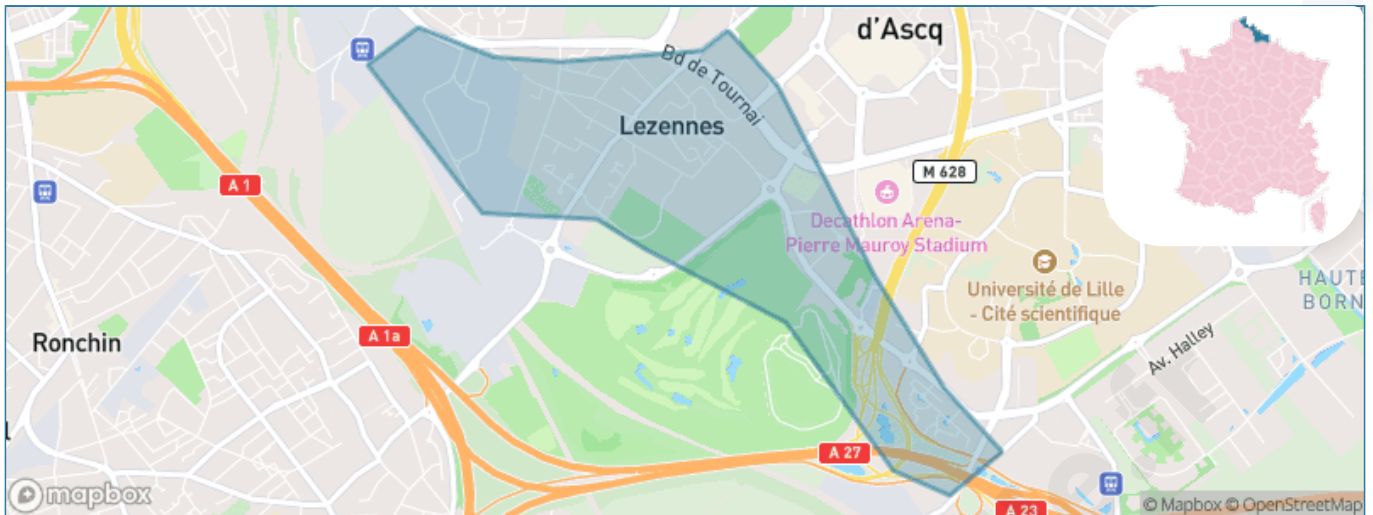 d'Ascq
Bd de Tournai
Lezennes
A 1
M 628
Decathlon Arena-
Pierre Mauroy Stadium
Université de Lille
- Cité scientifique
HAUTE
BORN
A 1a
Ronchin
Av. Halley
A 27
A 23
mapbox
© Mapbox © OpenStreetMap